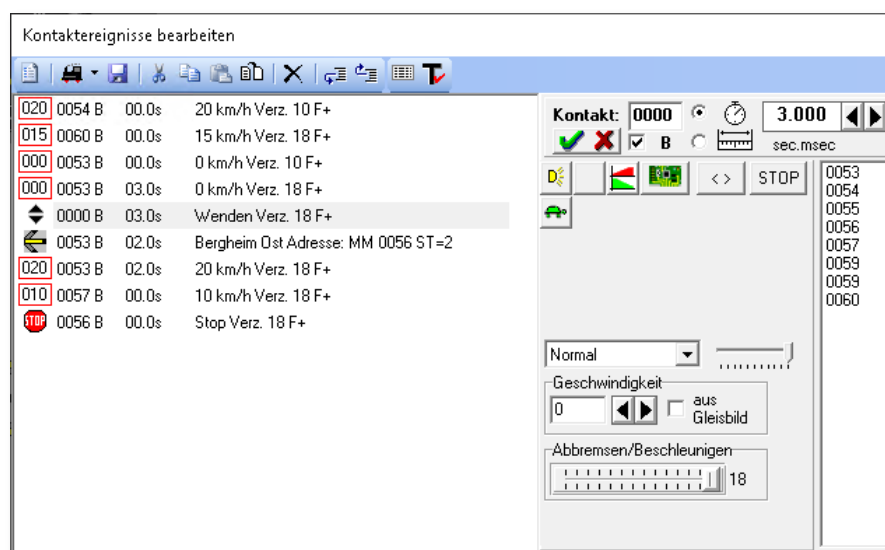 Kontaktereignisse bearbeiten
020 0054 B 00.0s 20 km/h Verz. 10 F+
015 0060 B 00.0s 15 km/h Verz. 18 F+
000 0053 B 00.0s 0 km/h Verz. 10 F+
000 0053 B 03.0s 0 km/h Verz. 18 F+
0000 B 03.0s Wenden Verz. 18 F+
0053 B 02.0s Bergheim Ost Adresse: MM 0056 ST=2
020 0053 B 02.0s 20 km/h Verz. 18 F+
010 0057 B 00.0s 10 km/h Verz. 18 F+
STOP 0056 B 00.0s Stop Verz. 18 F+
Kontakt: 0000 3.000
B sec.msec
D < > STOP
0053
0054
0055
0056
0057
0059
0059
0060
Normal
Geschwindigkeit
0 aus
Gleisbild
Abbremsen/Beschleunigen
18